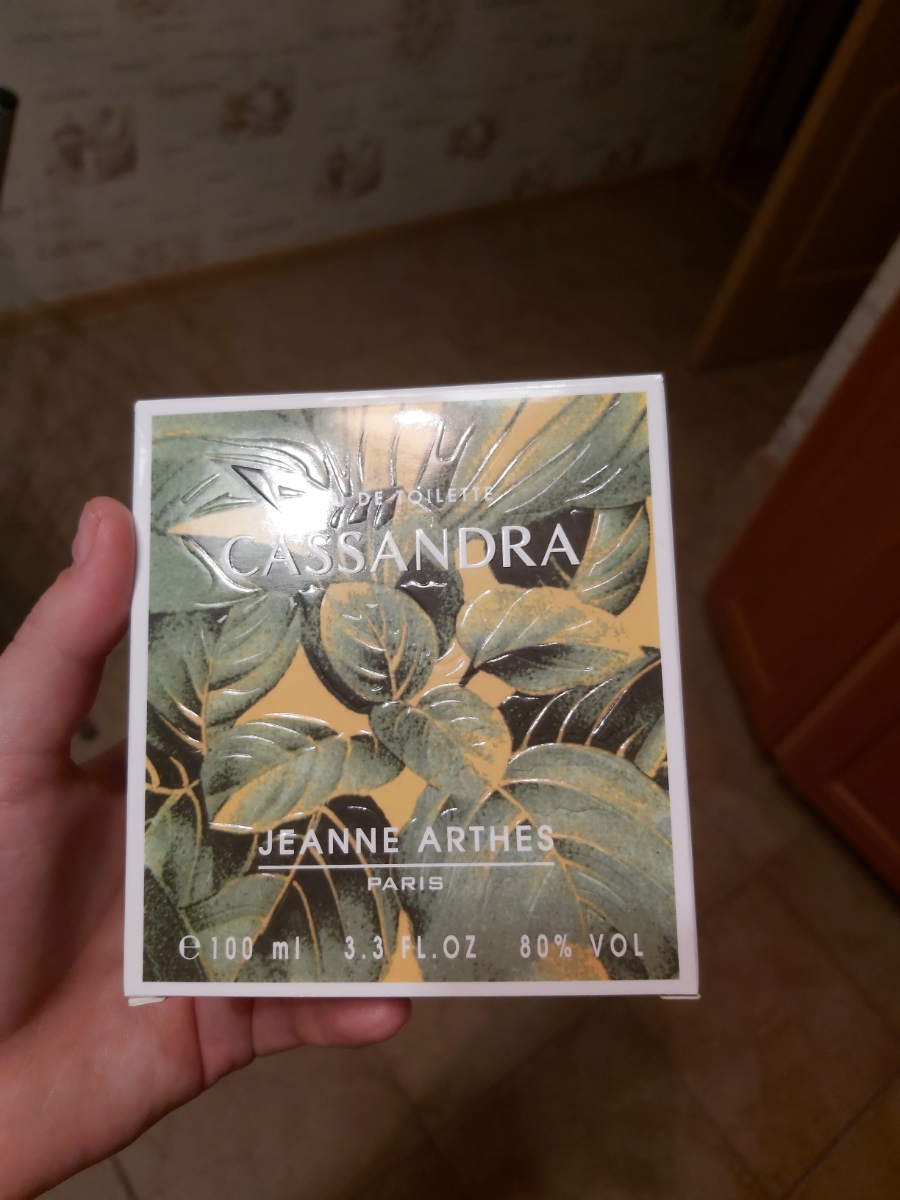 DE TOILETTE
CASSANDRA
JEANNE ARTHES
PARIS
℮100 ml 3.3 FL.OZ 80% VOL